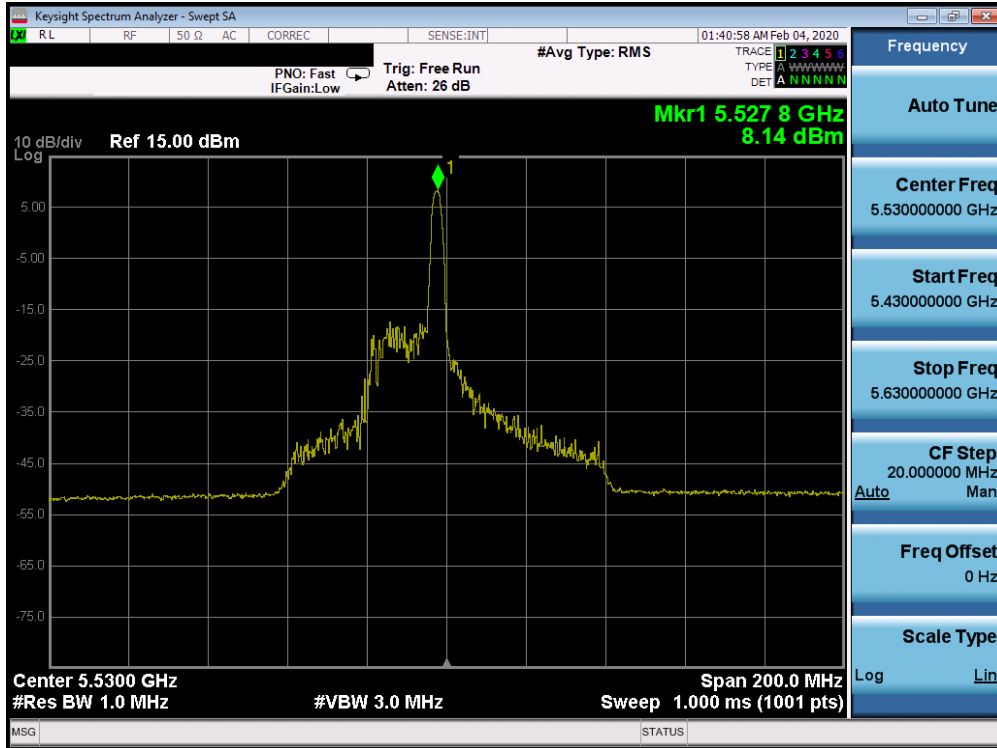 Keysight Spectrum Analyzer - Swept SA
LXI RL RF 50 Ω AC CORREC SENSE:INT 01:40:58 AM Feb 04, 2020
PNO: Fast
IFGain:Low
Trig: Free Run
Atten: 26 dB
#Avg Type: RMS
TRACE 1 2 3 4 5 6
TYPE A WWWWW
DET A N N N N N
Mkr1 5.527 8 GHz
8.14 dBm
10 dB/div Ref 15.00 dBm
Log
1
5.00
-5.00
-15.0
-25.0
-35.0
-45.0
-55.0
-65.0
-75.0
Center 5.5300 GHz Span 200.0 MHz
#Res BW 1.0 MHz #VBW 3.0 MHz Sweep 1.000 ms (1001 pts)
MSG STATUS
Frequency
Auto Tune
Center Freq
5.530000000 GHz
Start Freq
5.430000000 GHz
Stop Freq
5.630000000 GHz
CF Step
20.000000 MHz
Auto Man
Freq Offset
0 Hz
Scale Type
Log Lin